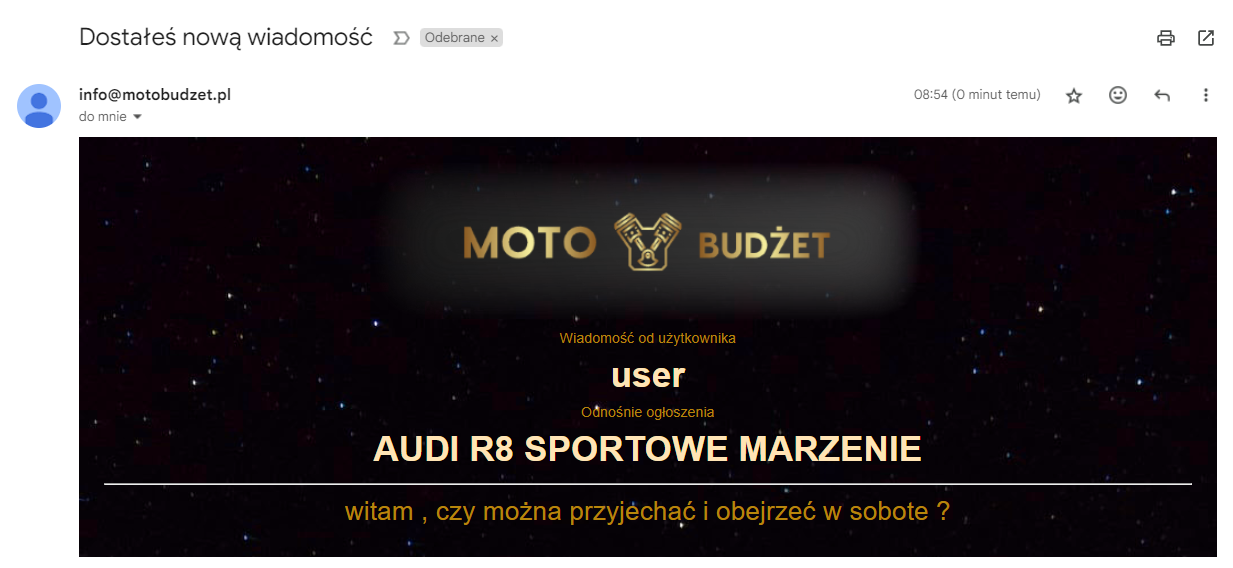 Dostałeś nową wiadomość
Odebrane ×
info@motobudzet.pl
08:54 (0 minut temu)
do mnie
MOTO BUDŻET
Wiadomość od użytkownika
user
Odnośnie ogłoszenia
AUDI R8 SPORTOWE MARZENIE
witam , czy można przyjechać i obejrzeć w sobote ?